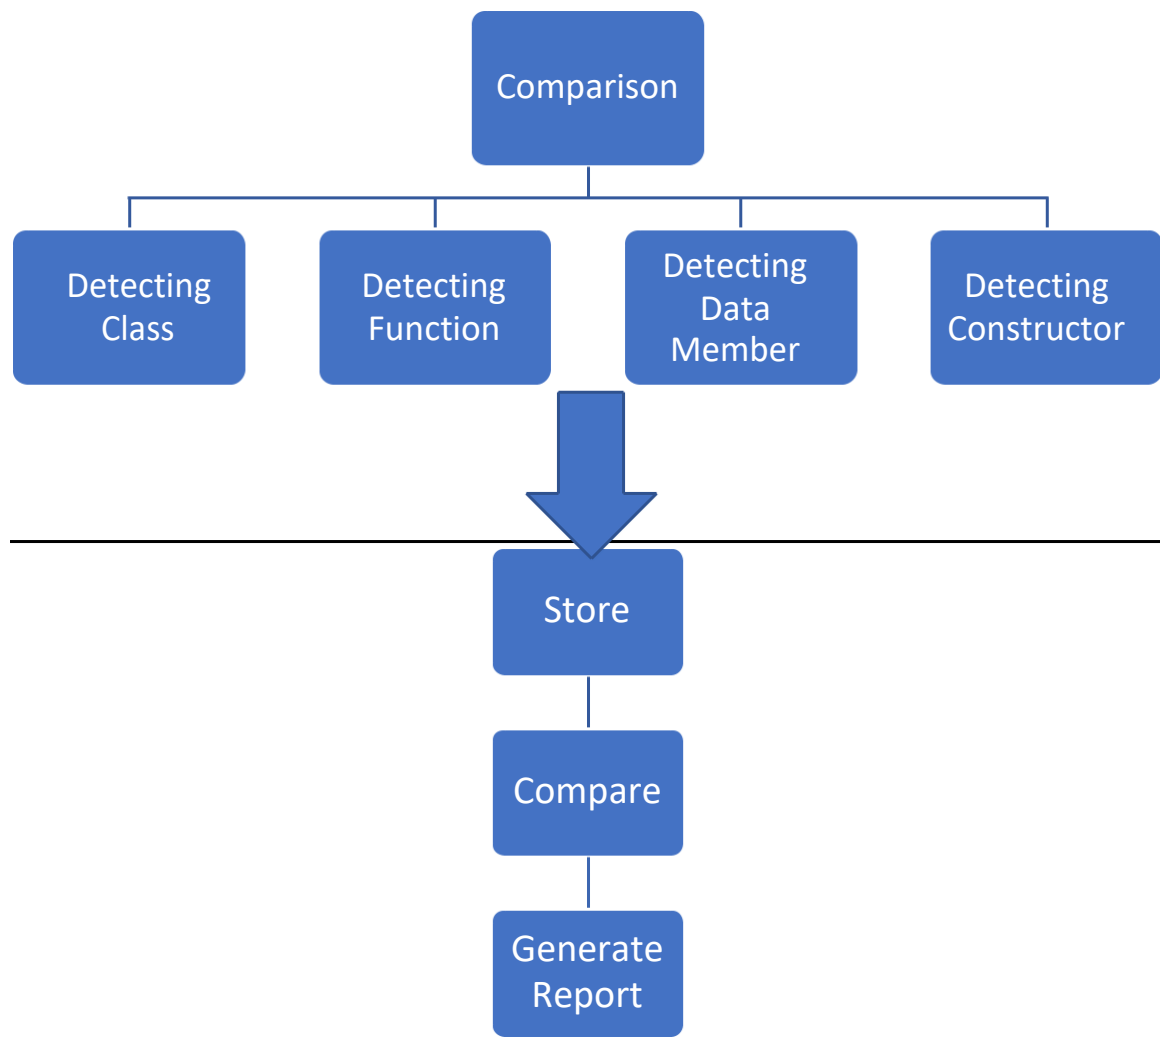 Comparison
Detecting
Class
Detecting
Function
Detecting
Data
Member
Detecting
Constructor
Store
Compare
Generate
Report